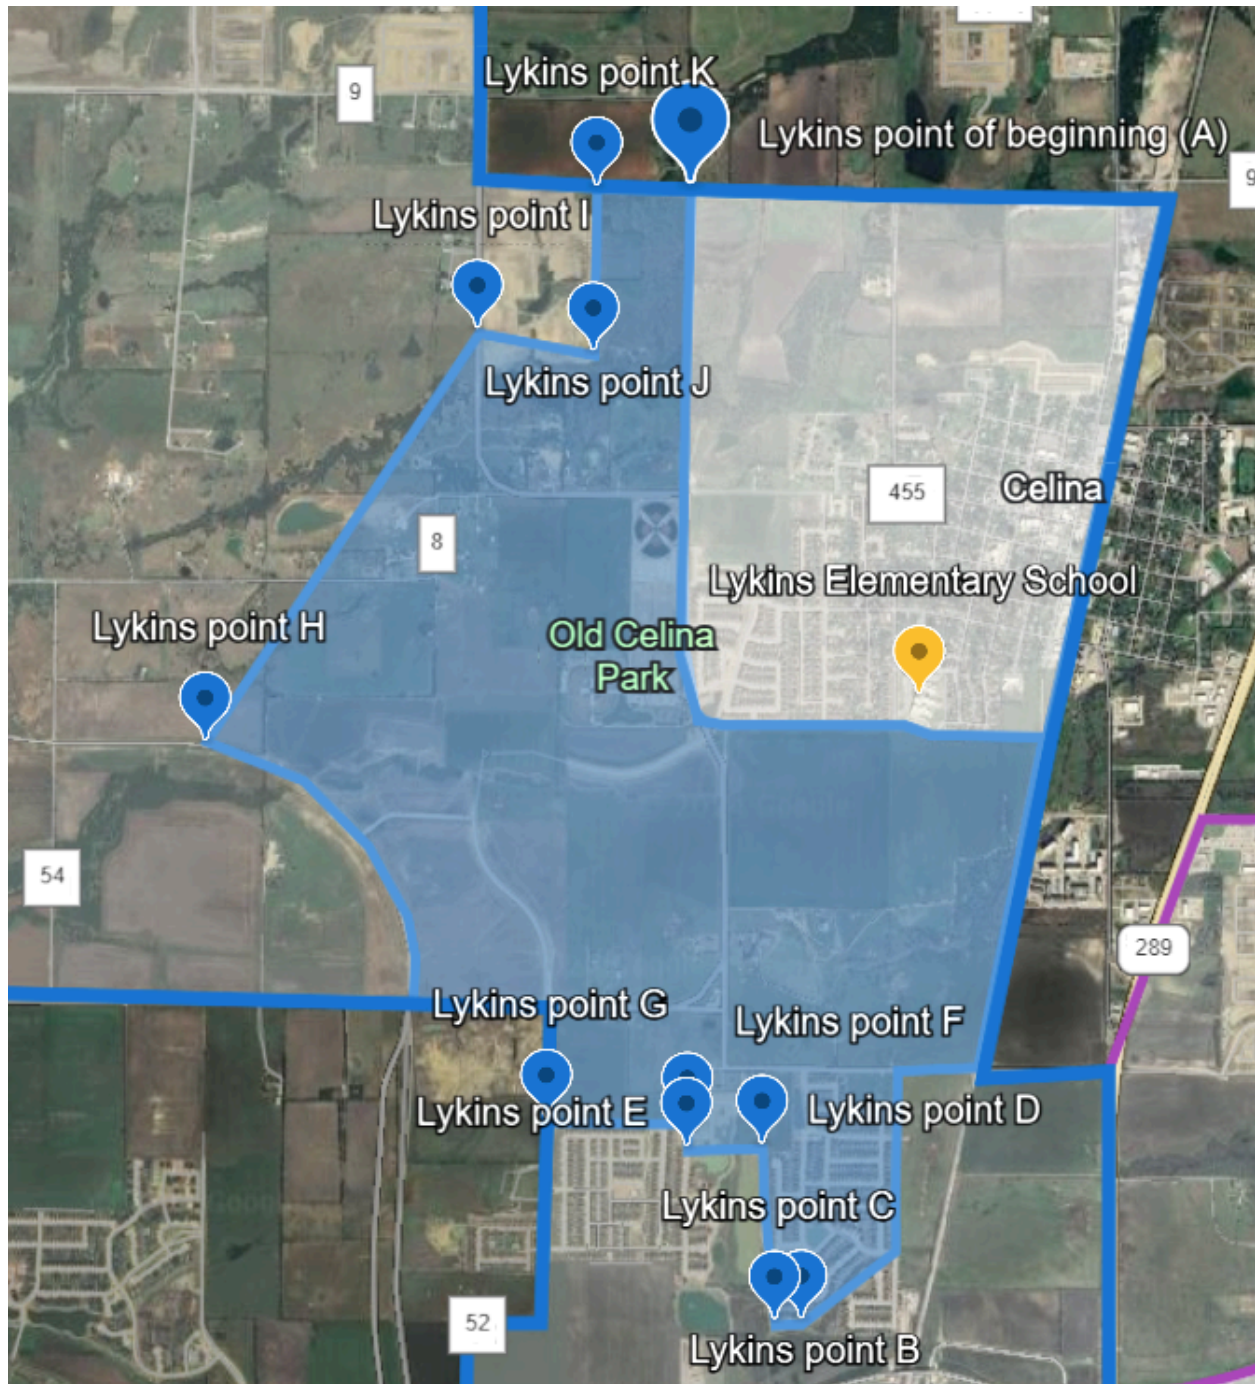 Lykins point K
9
Lykins point of beginning (A)
9
Lykins point I
Lykins point J
455
Celina
8
Lykins Elementary School
Lykins point H
Old Celina
Park
54
289
Lykins point G
Lykins point F
Lykins point E
Lykins point D
Lykins point C
52
Lykins point B